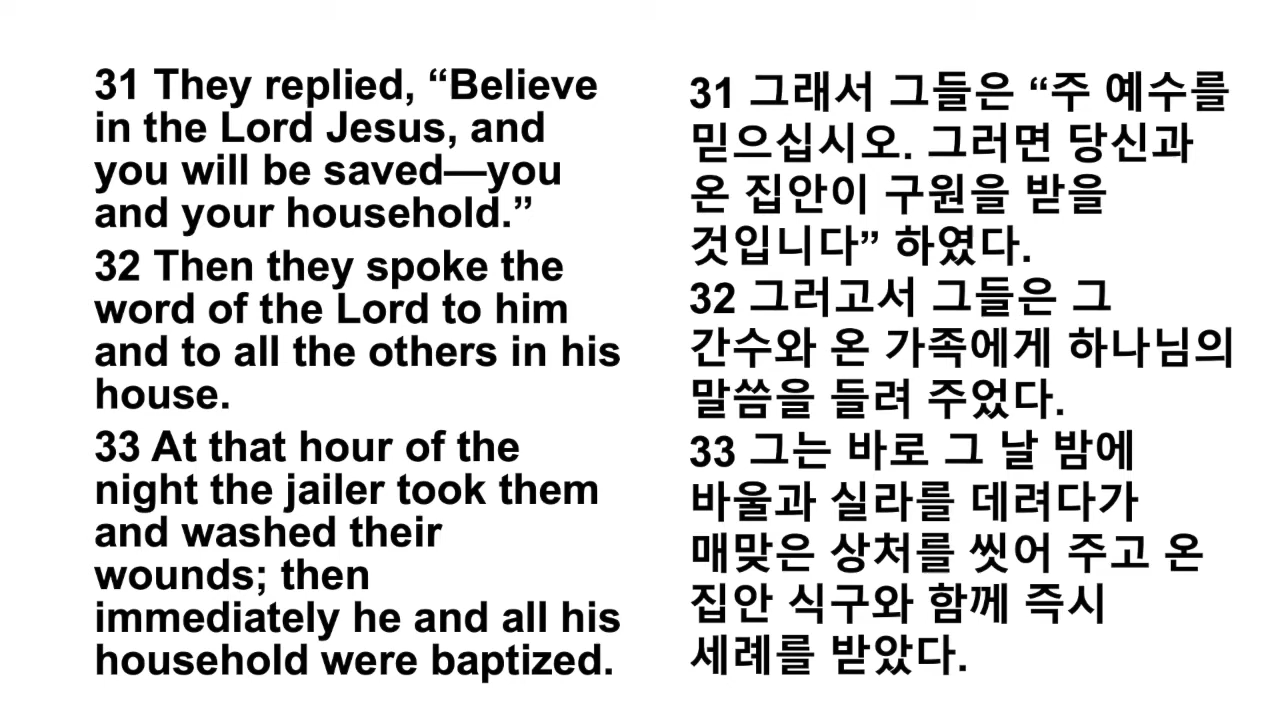 31 They replied, “Believe
in the Lord Jesus, and
you will be saved—you
and your household.”
32 Then they spoke the
word of the Lord to him
and to all the others in his
house.
33 At that hour of the
night the jailer took them
and washed their
wounds; then
immediately he and all his
household were baptized.
31 그래서 그들은 “주 예수를
믿으십시오. 그러면 당신과
온 집안이 구원을 받을
것입니다” 하였다.
32 그러고서 그들은 그
간수와 온 가족에게 하나님의
말씀을 들려 주었다.
33 그는 바로 그 날 밤에
바울과 실라를 데려다가
매맞은 상처를 씻어 주고 온
집안 식구와 함께 즉시
세례를 받았다.